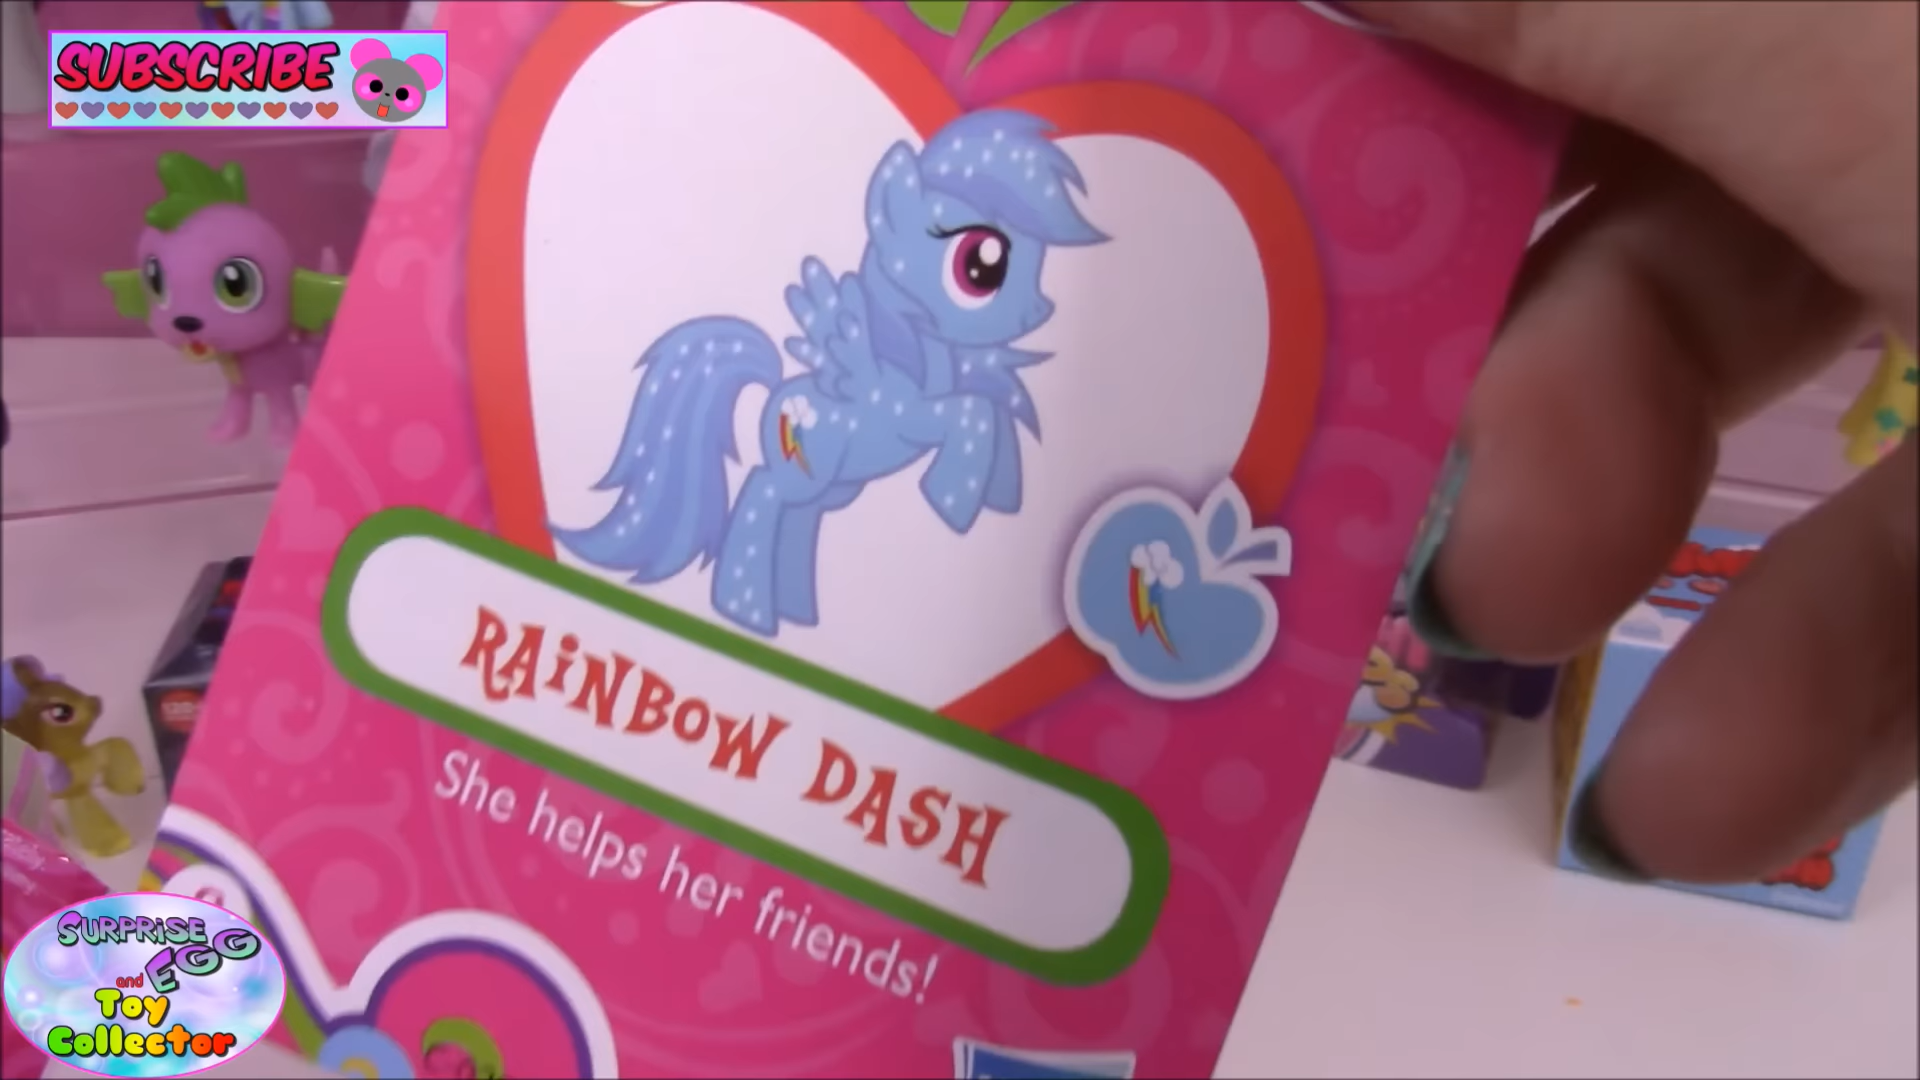 SUBSCRIBE
RAiNBOW DASH
She helps her friends!
SURPRiSE
EGG
and
Toy
Collector